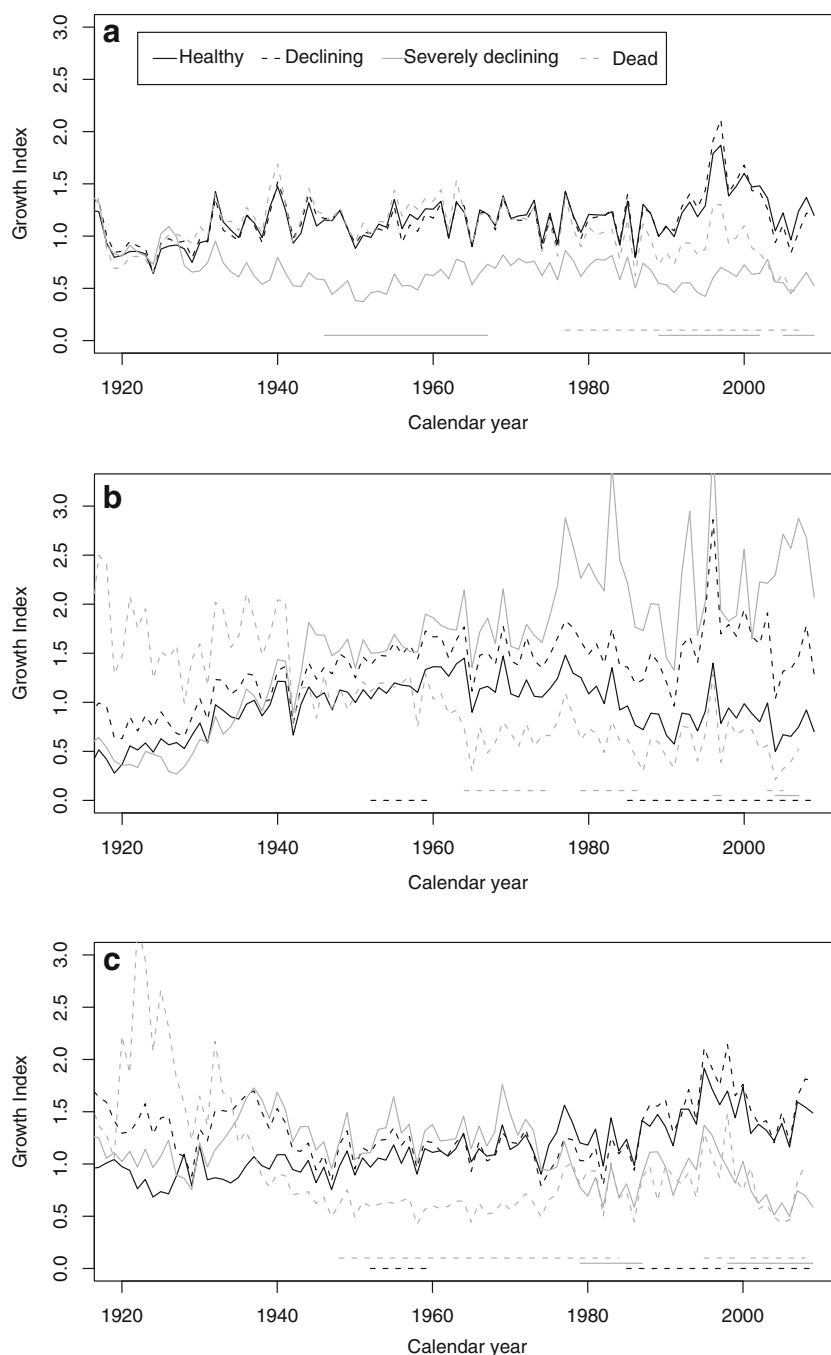 a
Healthy Declining Severely declining Dead
Growth Index
0.0 0.5 1.0 1.5 2.0 2.5 3.0
1920 1940 1960 1980 2000
Calendar year
b
Growth Index
0.0 0.5 1.0 1.5 2.0 2.5 3.0
1920 1940 1960 1980 2000
Calendar year
c
Growth Index
0.0 0.5 1.0 1.5 2.0 2.5 3.0
1920 1940 1960 1980 2000
Calendar year